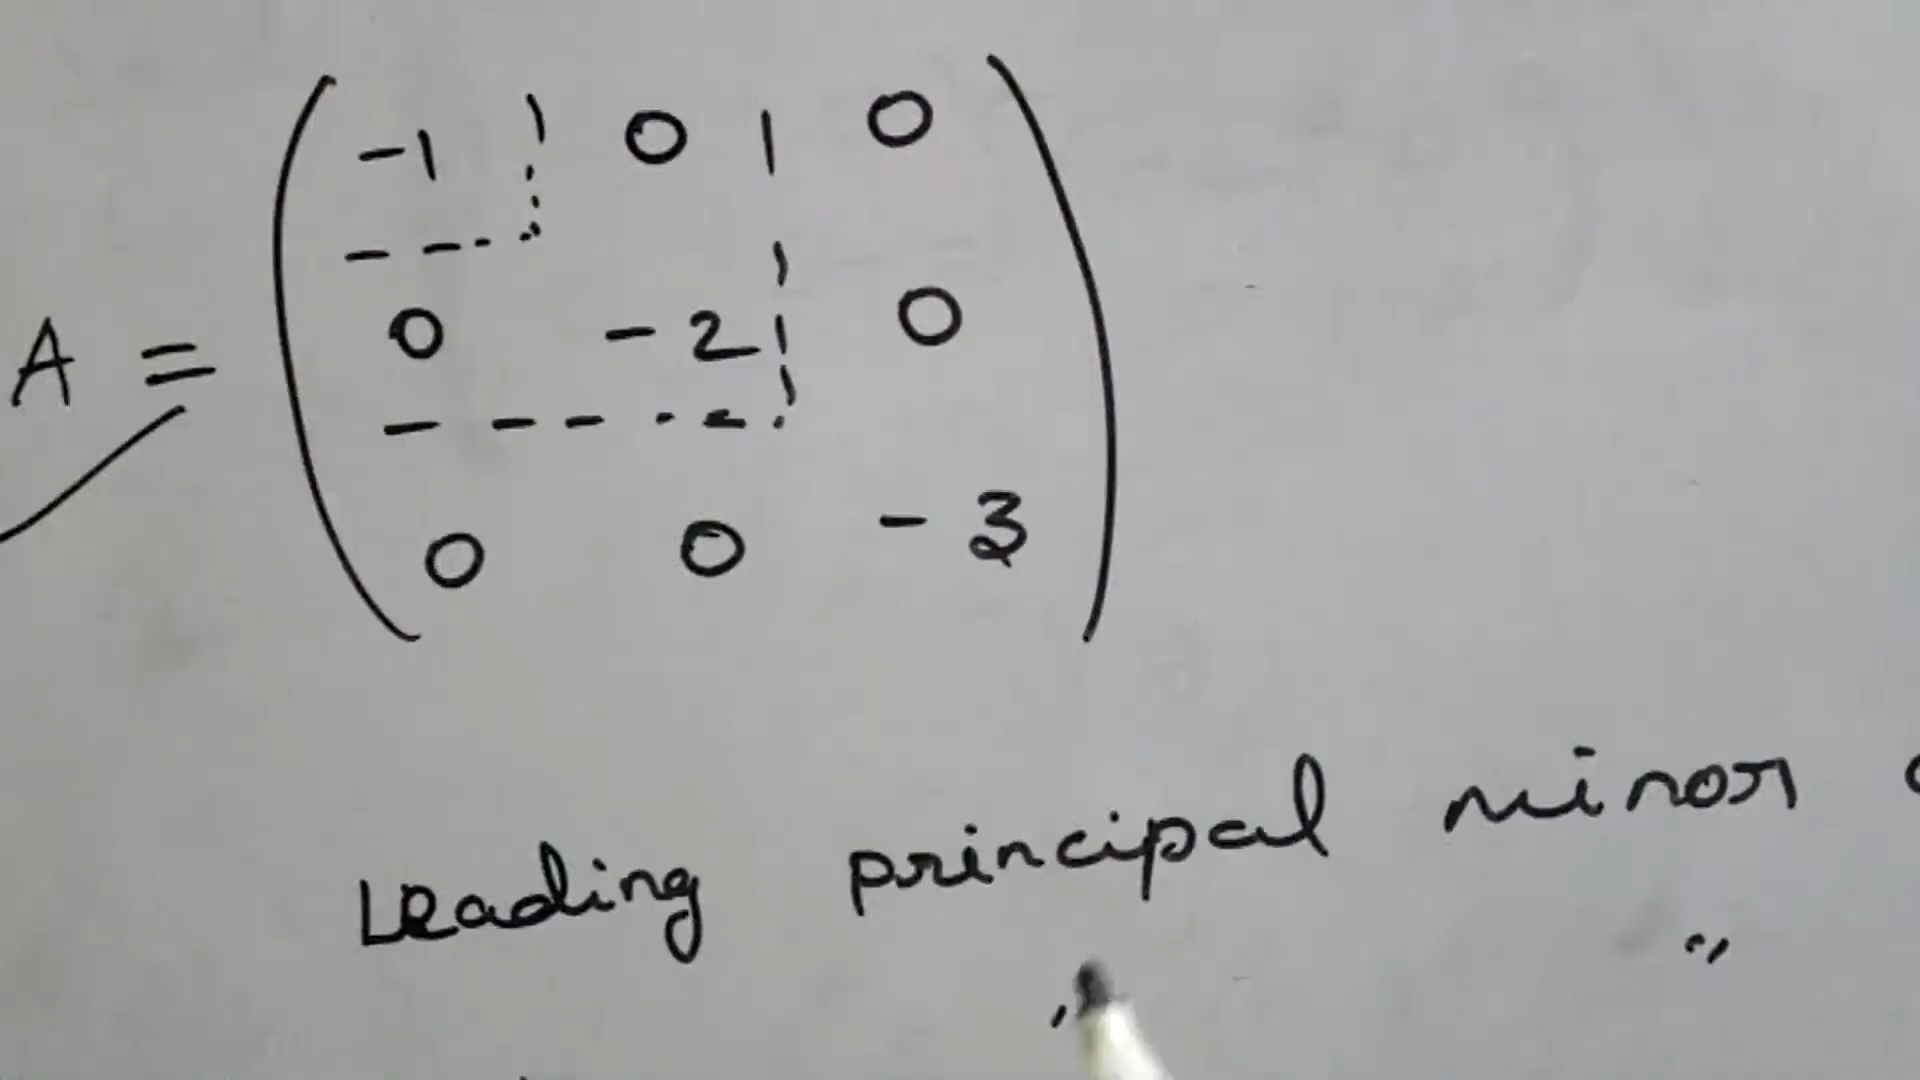 -1 0 0
A = 0 -2 0
0 0 -3
Leading principal minor
" "